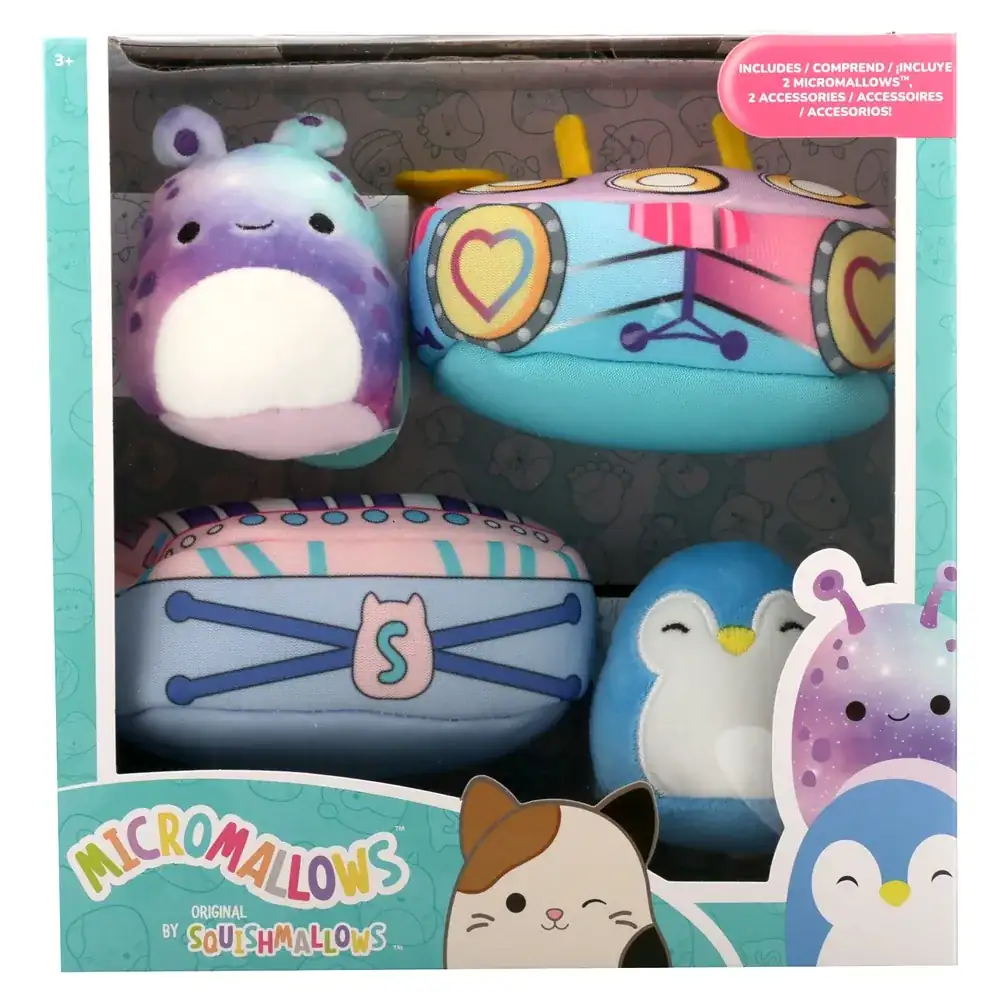 3+
INCLUDES / COMPREND / ¡INCLUYE
2 MICROMALLOWS™,
2 ACCESSORIES / ACCESSOIRES
/ ACCESORIOS!
S
MICROMALLOWS™
ORIGINAL
BY SQUISHMALLOWS™